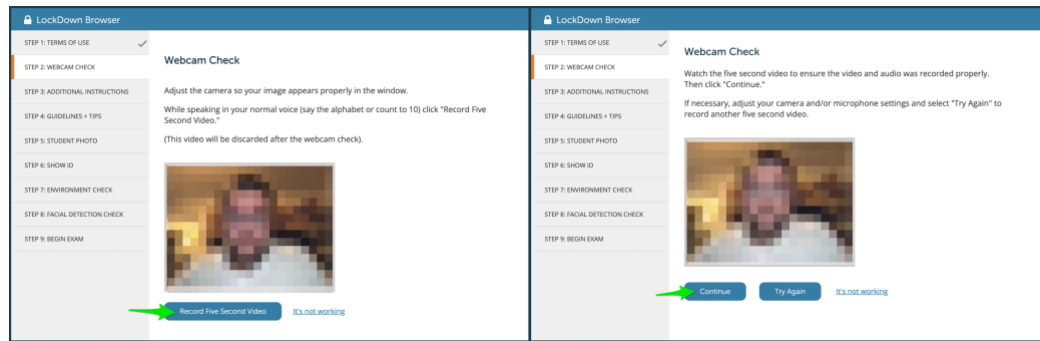 LockDown Browser
STEP 1: TERMS OF USE
STEP 2: WEBCAM CHECK
STEP 3: ADDITIONAL INSTRUCTIONS
STEP 4: GUIDELINES + TIPS
STEP 5: STUDENT PHOTO
STEP 6: SHOW ID
STEP 7: ENVIRONMENT CHECK
STEP 8: FACIAL DETECTION CHECK
STEP 9: BEGIN EXAM
Webcam Check
Adjust the camera so your image appears properly in the window.
While speaking in your normal voice (say the alphabet or count to 10) click "Record Five
Second Video."
(This video will be discarded after the webcam check).
Record Five Second Video
It's not working
LockDown Browser
STEP 1: TERMS OF USE
STEP 2: WEBCAM CHECK
STEP 3: ADDITIONAL INSTRUCTIONS
STEP 4: GUIDELINES + TIPS
STEP 5: STUDENT PHOTO
STEP 6: SHOW ID
STEP 7: ENVIRONMENT CHECK
STEP 8: FACIAL DETECTION CHECK
STEP 9: BEGIN EXAM
Webcam Check
Watch the five second video to ensure the video and audio was recorded properly.
Then click "Continue."
If necessary, adjust your camera and/or microphone settings and select "Try Again" to
record another five second video.
Continue
Try Again
It's not working